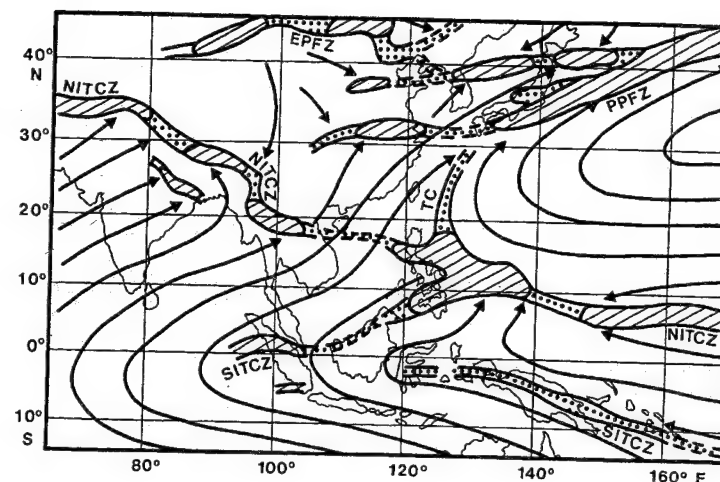 40°
N
EPFZ
NITCZ
PPFZ
30°
NITCZ
20°
TC
10°
NITCZ
0°
SITCZ
SITCZ
10°
S
80° 100° 120° 140° 160° E